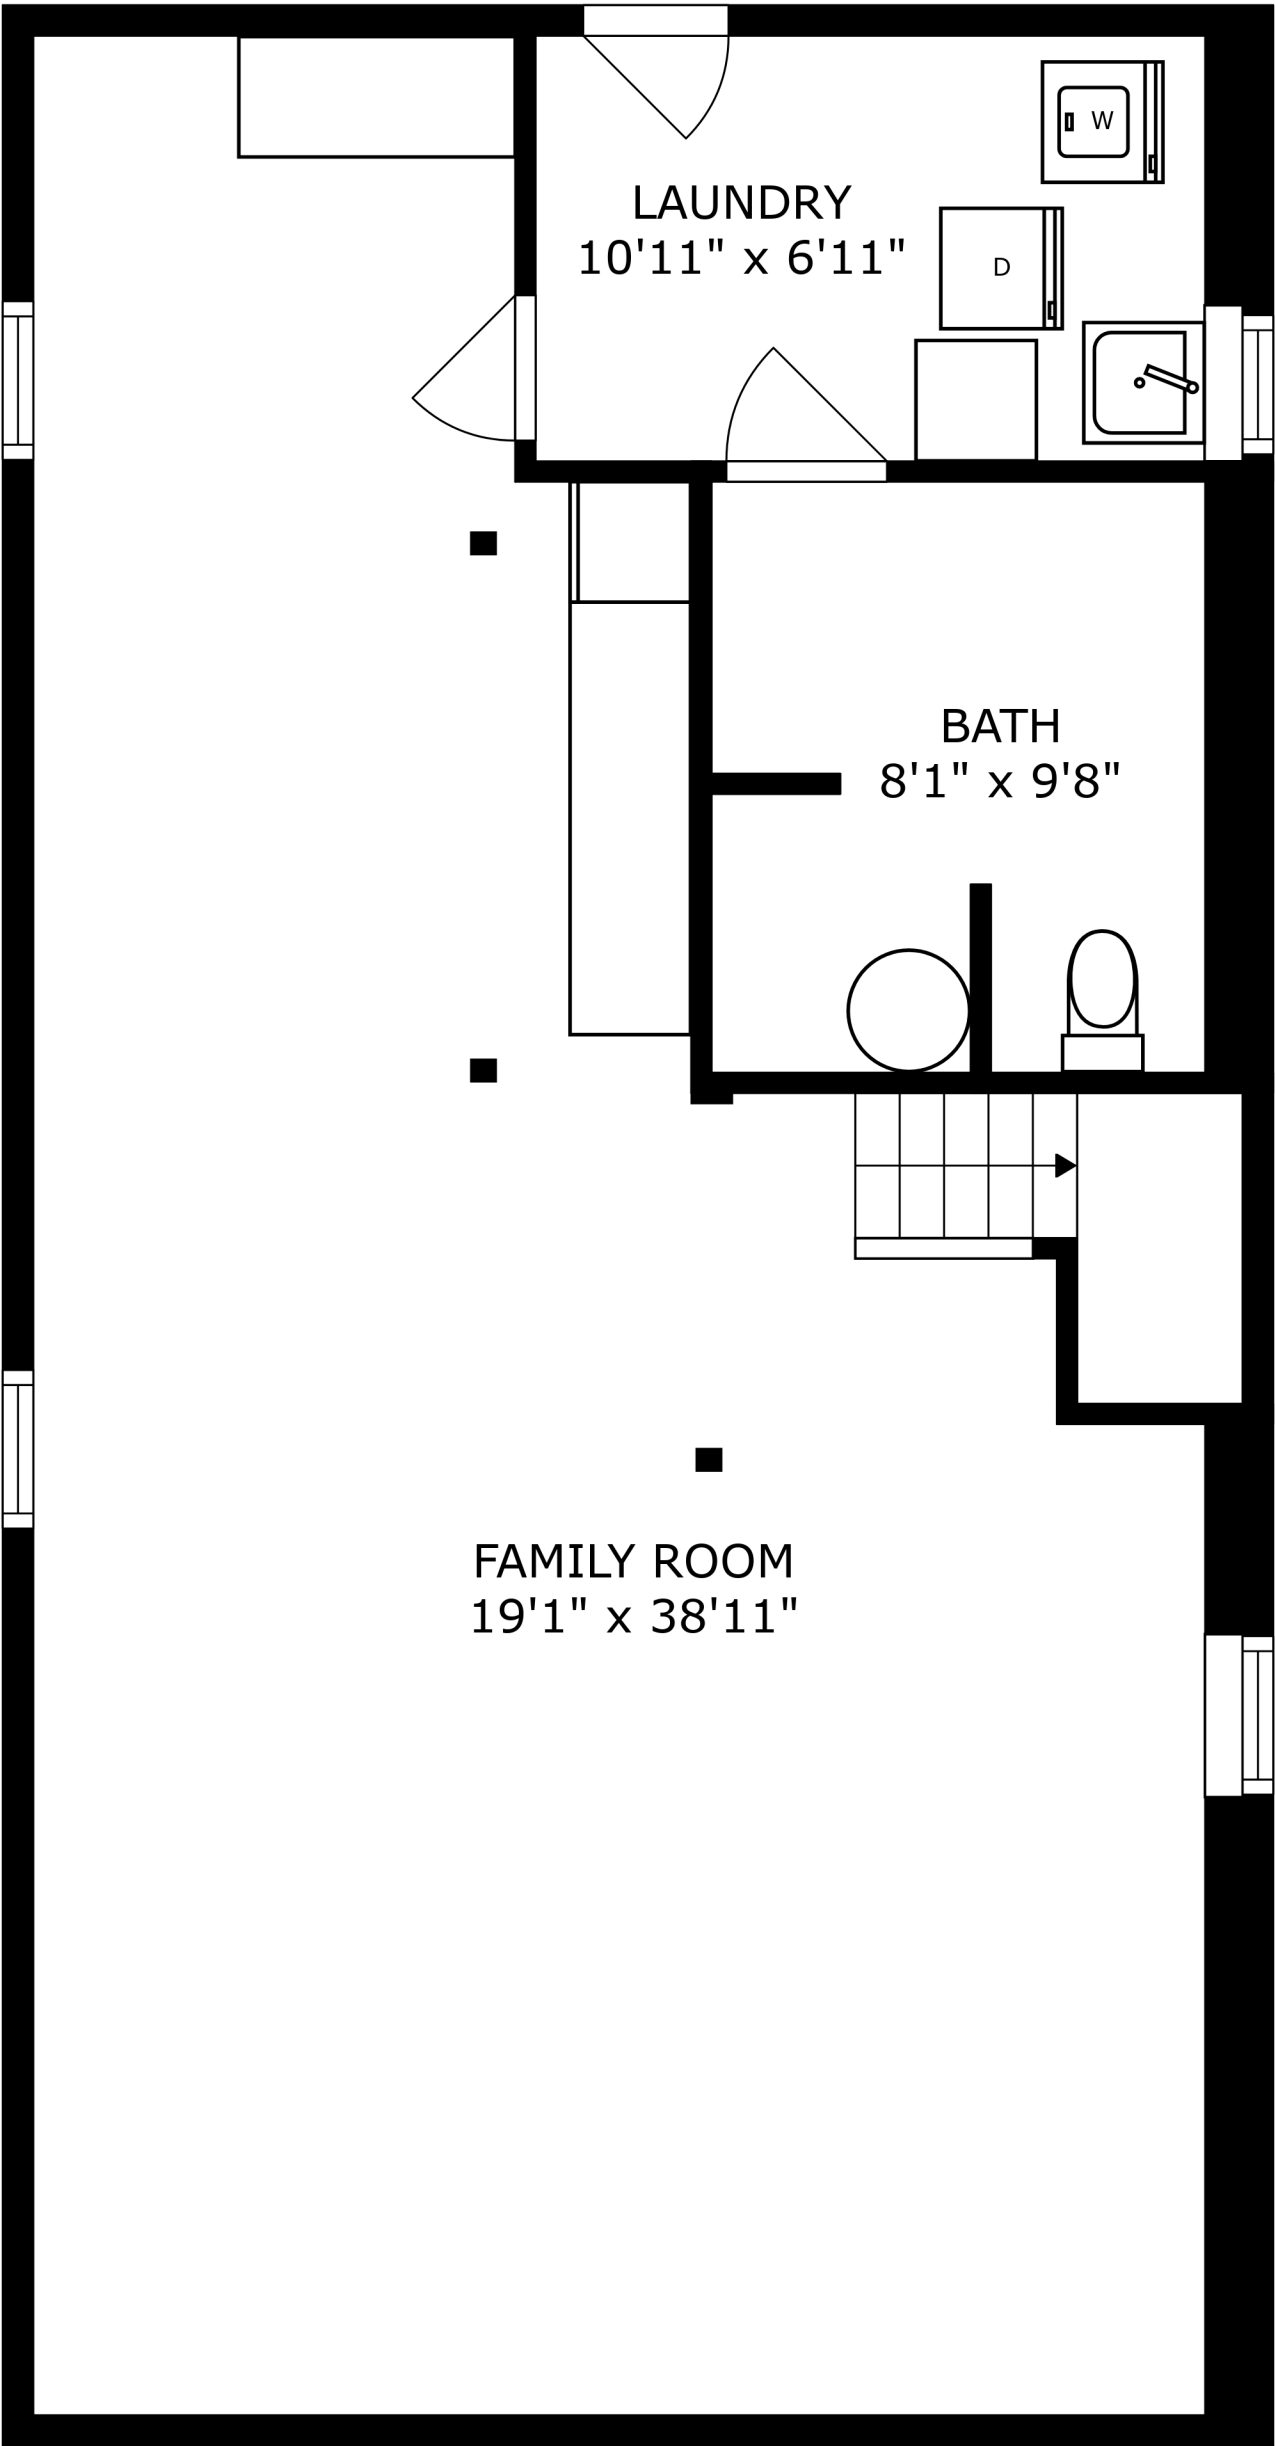 W
LAUNDRY
10'11" x 6'11"
D
BATH
8'1" x 9'8"
FAMILY ROOM
19'1" x 38'11"